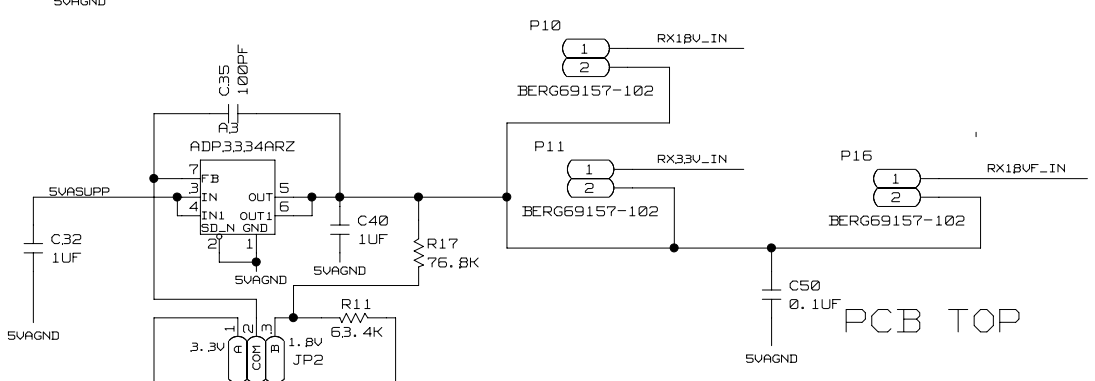 5VAGND
P10
1
RX18V_IN
2
BERG69157-102
C35
100PF
A3
ADP3334ARZ
7
FB
5VASUPP
3
IN
OUT
5
4
IN1
OUT1
6
SD_N
GND
2
1
5VAGND
C32
1UF
5VAGND
C40
1UF
5VAGND
R17
76.8K
P11
1
RX33V_IN
2
BERG69157-102
P16
1
RX18VF_IN
2
BERG69157-102
C50
0.1UF
5VAGND
PCB TOP
R11
63.4K
1
2
3
3.3V
A
COM
B
1.8V
JP2